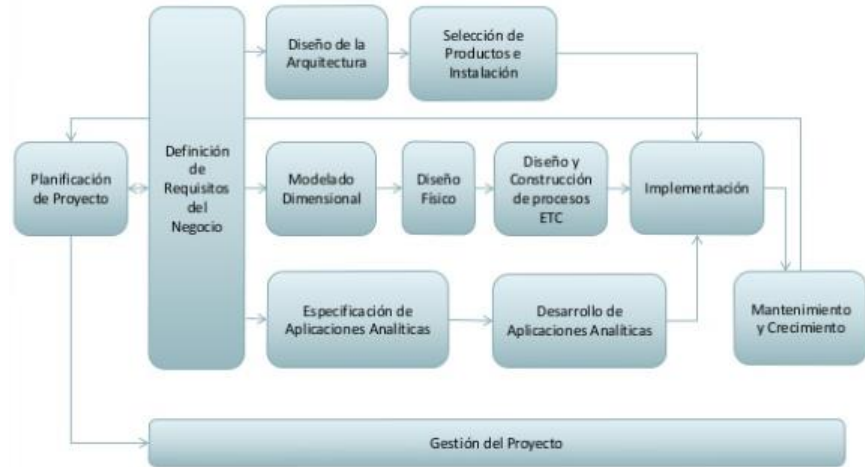 Diseño de la
Arquitectura
Selección de
Productos e
Instalación
Planificación
de Proyecto
Definición
de
Requisitos
del
Negocio
Modelado
Dimensional
Diseño
Físico
Diseño y
Construcción
de procesos
ETC
Implementación
Especificación de
Aplicaciones Analíticas
Desarrollo de
Aplicaciones Analíticas
Mantenimiento
y Crecimiento
Gestión del Proyecto